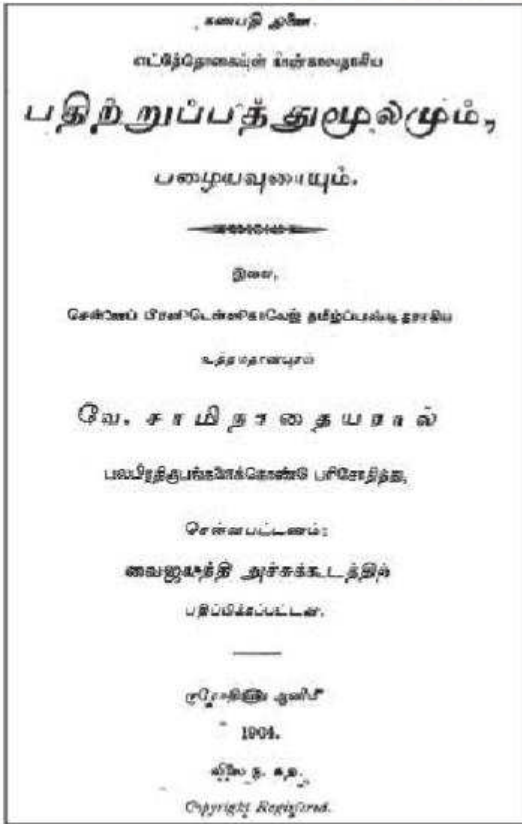 கணபதி துணை.
எட்டுத்தொகையுள் நான்காவதாகிய
பதிற்றுப்பத்துமூலமும்,
பழையவுரையும்.
இவை,
சென்னைப் பிரஸிடென்ஸிகாலேஜ் தமிழ்ப்பண்டிதராகிய
உத்தமதானபுரம்
வே. சாமிநாதையரால்
பலபிரதிரூபங்களைக்கொண்டு பரிசோதித்து,
சென்னபட்டணம்:
வைஜயந்தி அச்சுக்கூடத்தில்
பதிப்பிக்கப்பட்டன.
1904.
விலை ரூ.
Copyright Registered.